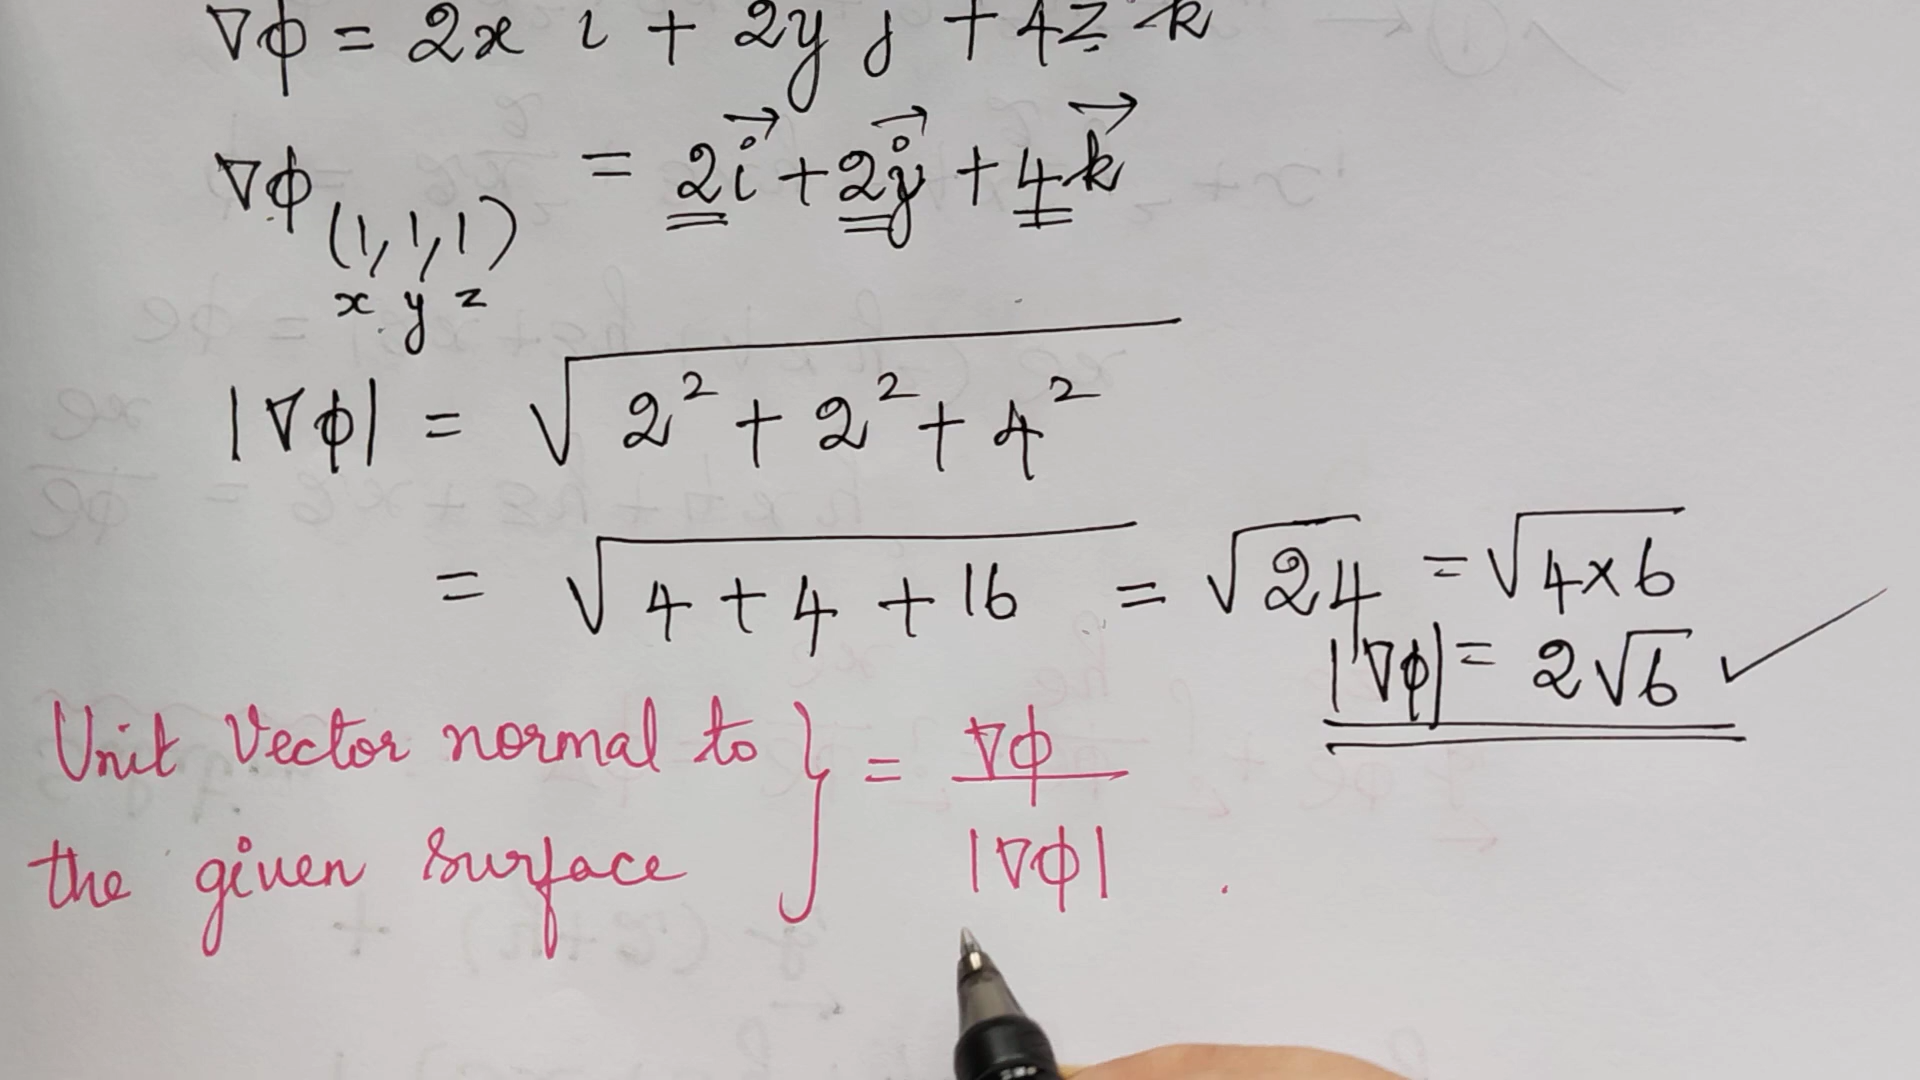 ∇ϕ = 2x i + 2y j + 4z k
∇ϕ (1, 1, 1) = 2i⃗ + 2j⃗ + 4k⃗
x y z
|∇ϕ| = √(2² + 2² + 4²)
= √(4 + 4 + 16) = √24 = √(4×6)
|∇ϕ| = 2√6 ✓
Unit Vector normal to } = ∇ϕ
the given surface |∇ϕ| .